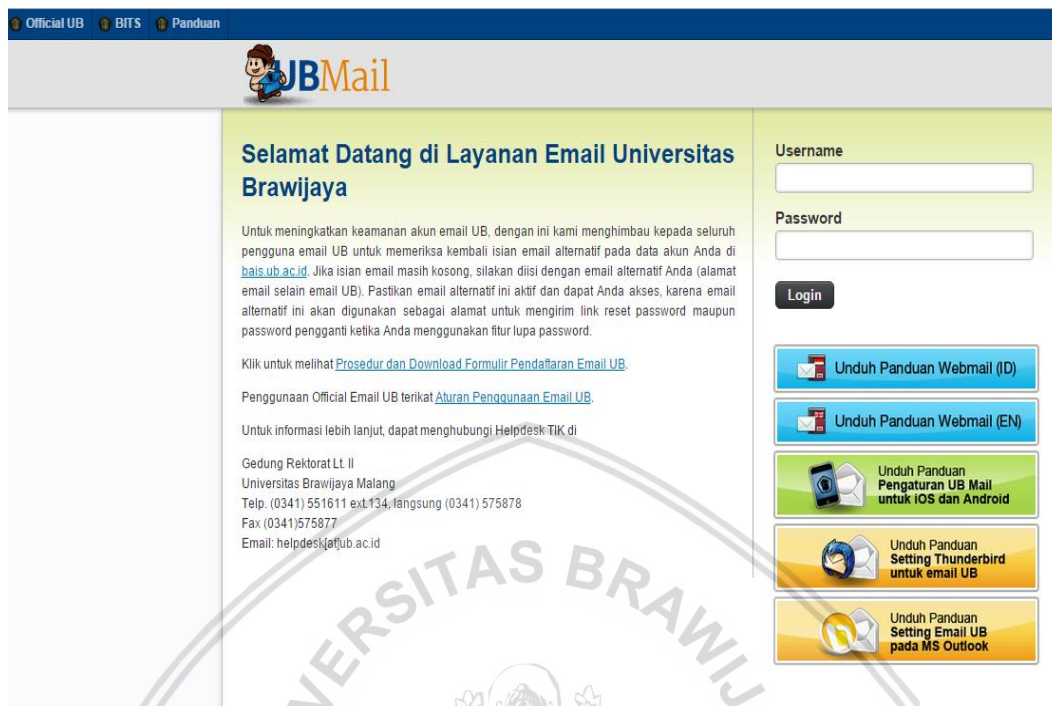 Official UB BITS Panduan
UBMail
Selamat Datang di Layanan Email Universitas
Brawijaya
Untuk meningkatkan keamanan akun email UB, dengan ini kami menghimbau kepada seluruh
pengguna email UB untuk memeriksa kembali isian email alternatif pada data akun Anda di
bais.ub.ac.id. Jika isian email masih kosong, silakan diisi dengan email alternatif Anda (alamat
email selain email UB). Pastikan email alternatif ini aktif dan dapat Anda akses, karena email
alternatif ini akan digunakan sebagai alamat untuk mengirim link reset password maupun
password pengganti ketika Anda menggunakan fitur lupa password.
Klik untuk melihat Prosedur dan Download Formulir Pendaftaran Email UB.
Penggunaan Official Email UB terikat Aturan Penggunaan Email UB.
Untuk informasi lebih lanjut, dapat menghubungi Helpdesk TIK di
Gedung Rektorat Lt. II
Universitas Brawijaya Malang
Telp. (0341) 551611 ext.134, langsung (0341) 575878
Fax (0341)575877
Email: helpdesk[at]ub.ac.id
Username
Password
Login
Unduh Panduan Webmail (ID)
Unduh Panduan Webmail (EN)
Unduh Panduan
Pengaturan UB Mail
untuk iOS dan Android
Unduh Panduan
Setting Thunderbird
untuk email UB
Unduh Panduan
Setting Email UB
pada MS Outlook
ERSITAS BRAWIJ